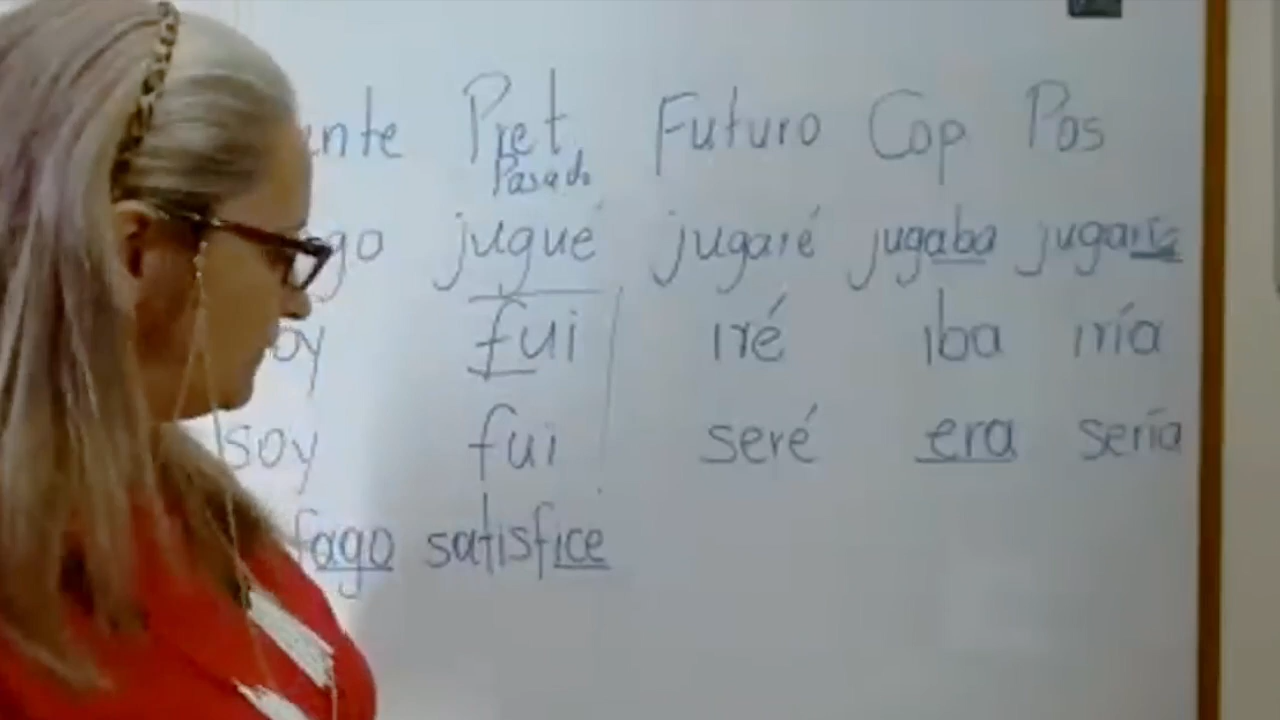 nte Pret. Futuro Cop Pos
Pasado
go jugué jugaré jugaba jugaría
oy fui iré iba iría
soy fui seré era sería
fago satisfice